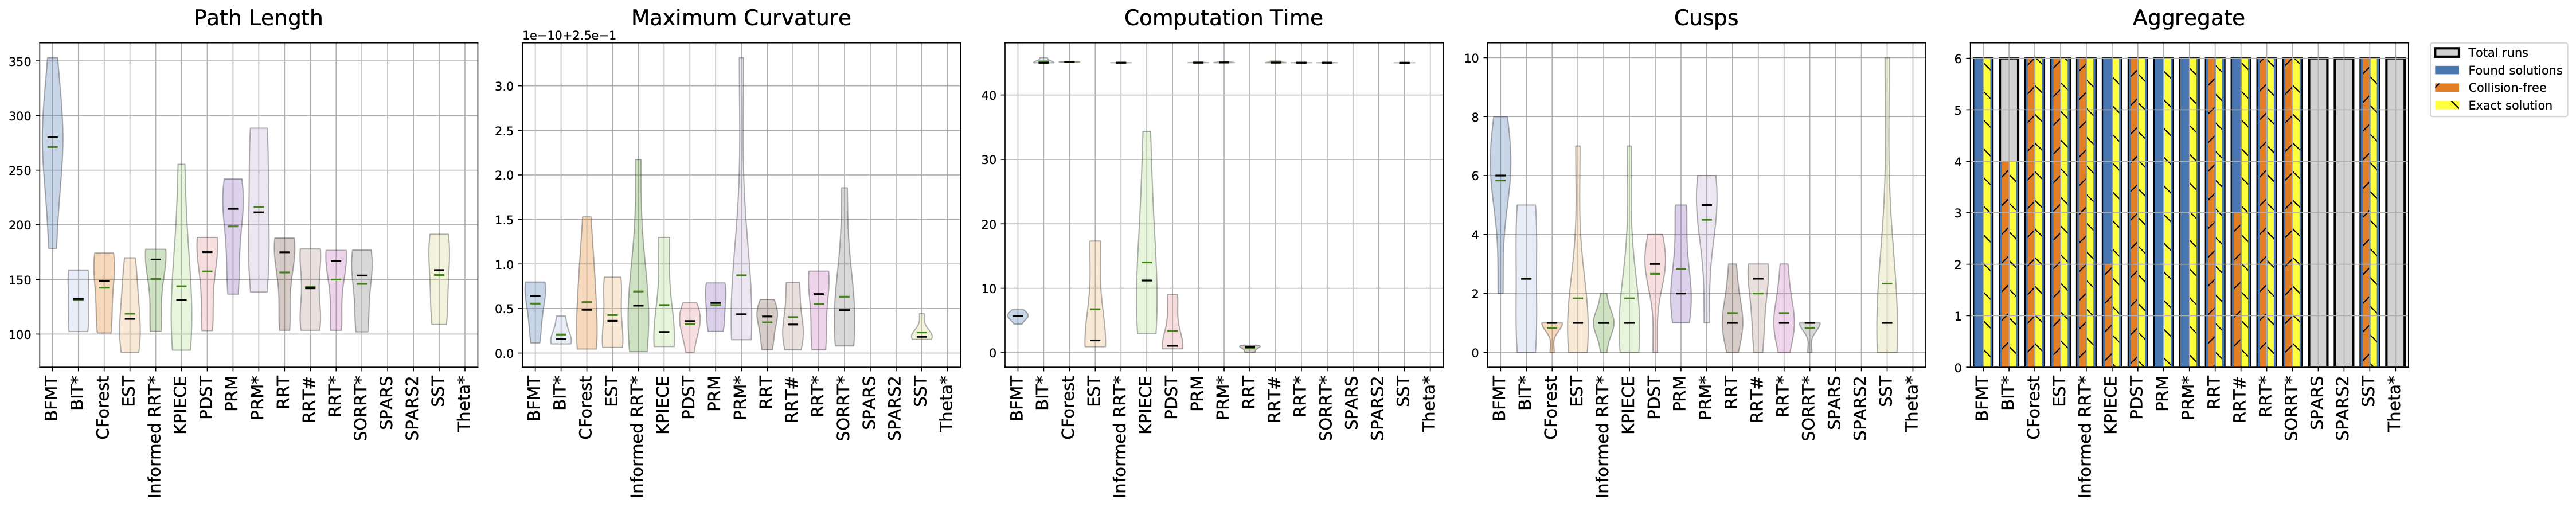 Path Length
350
300
250
200
150
100
BFMT
BIT*
CForest
EST
Informed RRT*
KPIECE
PDST
PRM
PRM*
RRT
RRT#
RRT*
SORRT*
SPARS
SPARS2
SST
Theta*
Maximum Curvature
1e-10+2.5e-1
3.0
2.5
2.0
1.5
1.0
0.5
0.0
BFMT
BIT*
CForest
EST
Informed RRT*
KPIECE
PDST
PRM
PRM*
RRT
RRT#
RRT*
SORRT*
SPARS
SPARS2
SST
Theta*
Computation Time
40
30
20
10
0
BFMT
BIT*
CForest
EST
Informed RRT*
KPIECE
PDST
PRM
PRM*
RRT
RRT#
RRT*
SORRT*
SPARS
SPARS2
SST
Theta*
Cusps
10
8
6
4
2
0
BFMT
BIT*
CForest
EST
Informed RRT*
KPIECE
PDST
PRM
PRM*
RRT
RRT#
RRT*
SORRT*
SPARS
SPARS2
SST
Theta*
Aggregate
6
5
4
3
2
1
0
BFMT
BIT*
CForest
EST
Informed RRT*
KPIECE
PDST
PRM
PRM*
RRT
RRT#
RRT*
SORRT*
SPARS
SPARS2
SST
Theta*
Total runs
Found solutions
Collision-free
Exact solution